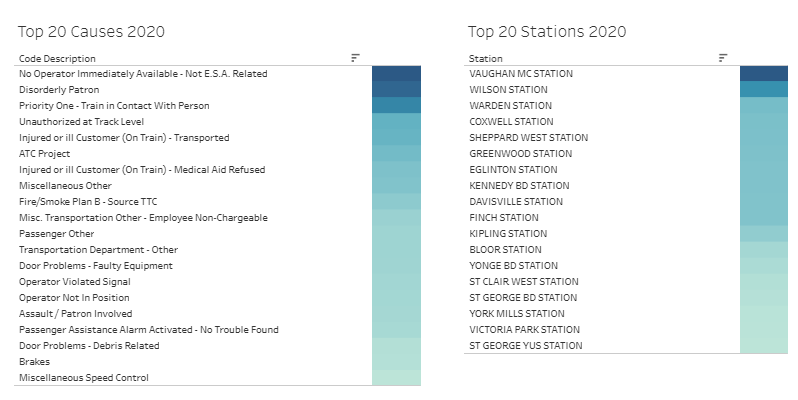 Top 20 Causes 2020
Code Description
No Operator Immediately Available - Not E.S.A. Related
Disorderly Patron
Priority One - Train in Contact With Person
Unauthorized at Track Level
Injured or ill Customer (On Train) - Transported
ATC Project
Injured or ill Customer (On Train) - Medical Aid Refused
Miscellaneous Other
Fire/Smoke Plan B - Source TTC
Misc. Transportation Other - Employee Non-Chargeable
Passenger Other
Transportation Department - Other
Door Problems - Faulty Equipment
Operator Violated Signal
Operator Not In Position
Assault / Patron Involved
Passenger Assistance Alarm Activated - No Trouble Found
Door Problems - Debris Related
Brakes
Miscellaneous Speed Control
Top 20 Stations 2020
Station
VAUGHAN MC STATION
WILSON STATION
WARDEN STATION
COXWELL STATION
SHEPPARD WEST STATION
GREENWOOD STATION
EGLINTON STATION
KENNEDY BD STATION
DAVISVILLE STATION
FINCH STATION
KIPLING STATION
BLOOR STATION
YONGE BD STATION
ST CLAIR WEST STATION
ST GEORGE BD STATION
YORK MILLS STATION
VICTORIA PARK STATION
ST GEORGE YUS STATION